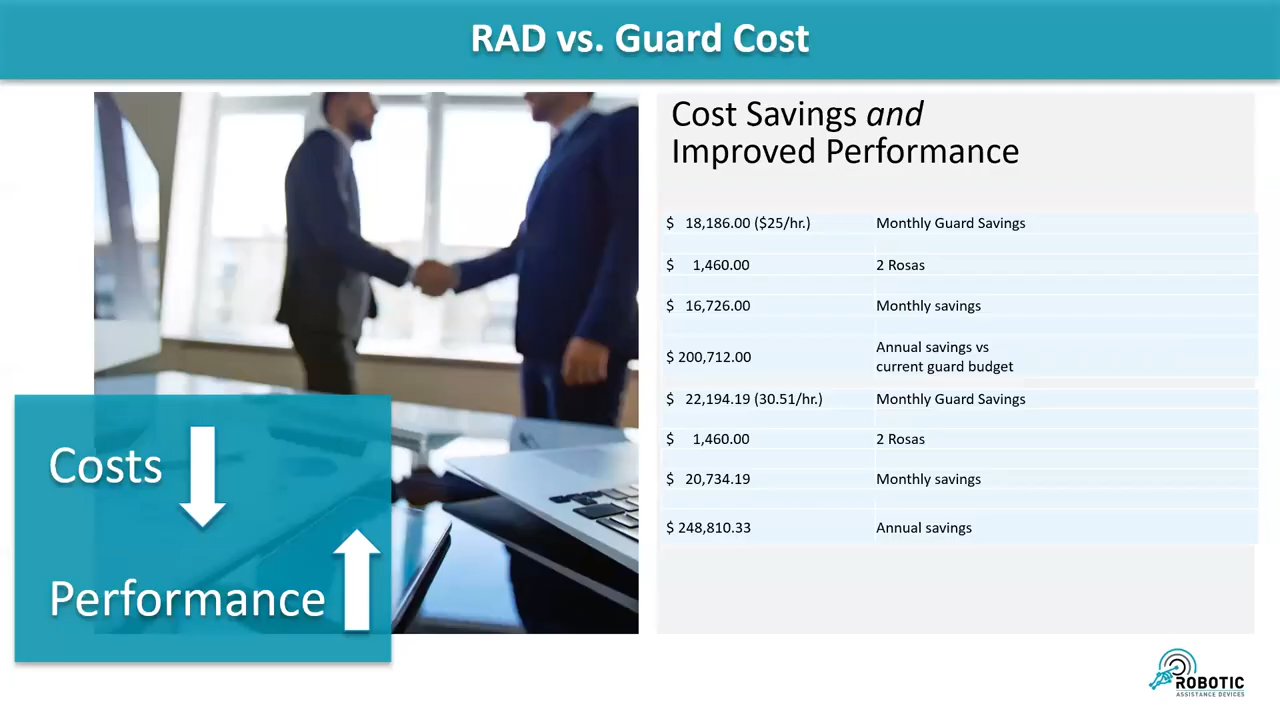 RAD vs. Guard Cost
Cost Savings and
Improved Performance
$ 18,186.00 ($25/hr.) Monthly Guard Savings
$ 1,460.00 2 Rosas
$ 16,726.00 Monthly savings
$ 200,712.00 Annual savings vs
current guard budget
$ 22,194.19 (30.51/hr.) Monthly Guard Savings
$ 1,460.00 2 Rosas
$ 20,734.19 Monthly savings
$ 248,810.33 Annual savings
Costs
Performance
ROBOTIC
ASSISTANCE DEVICES